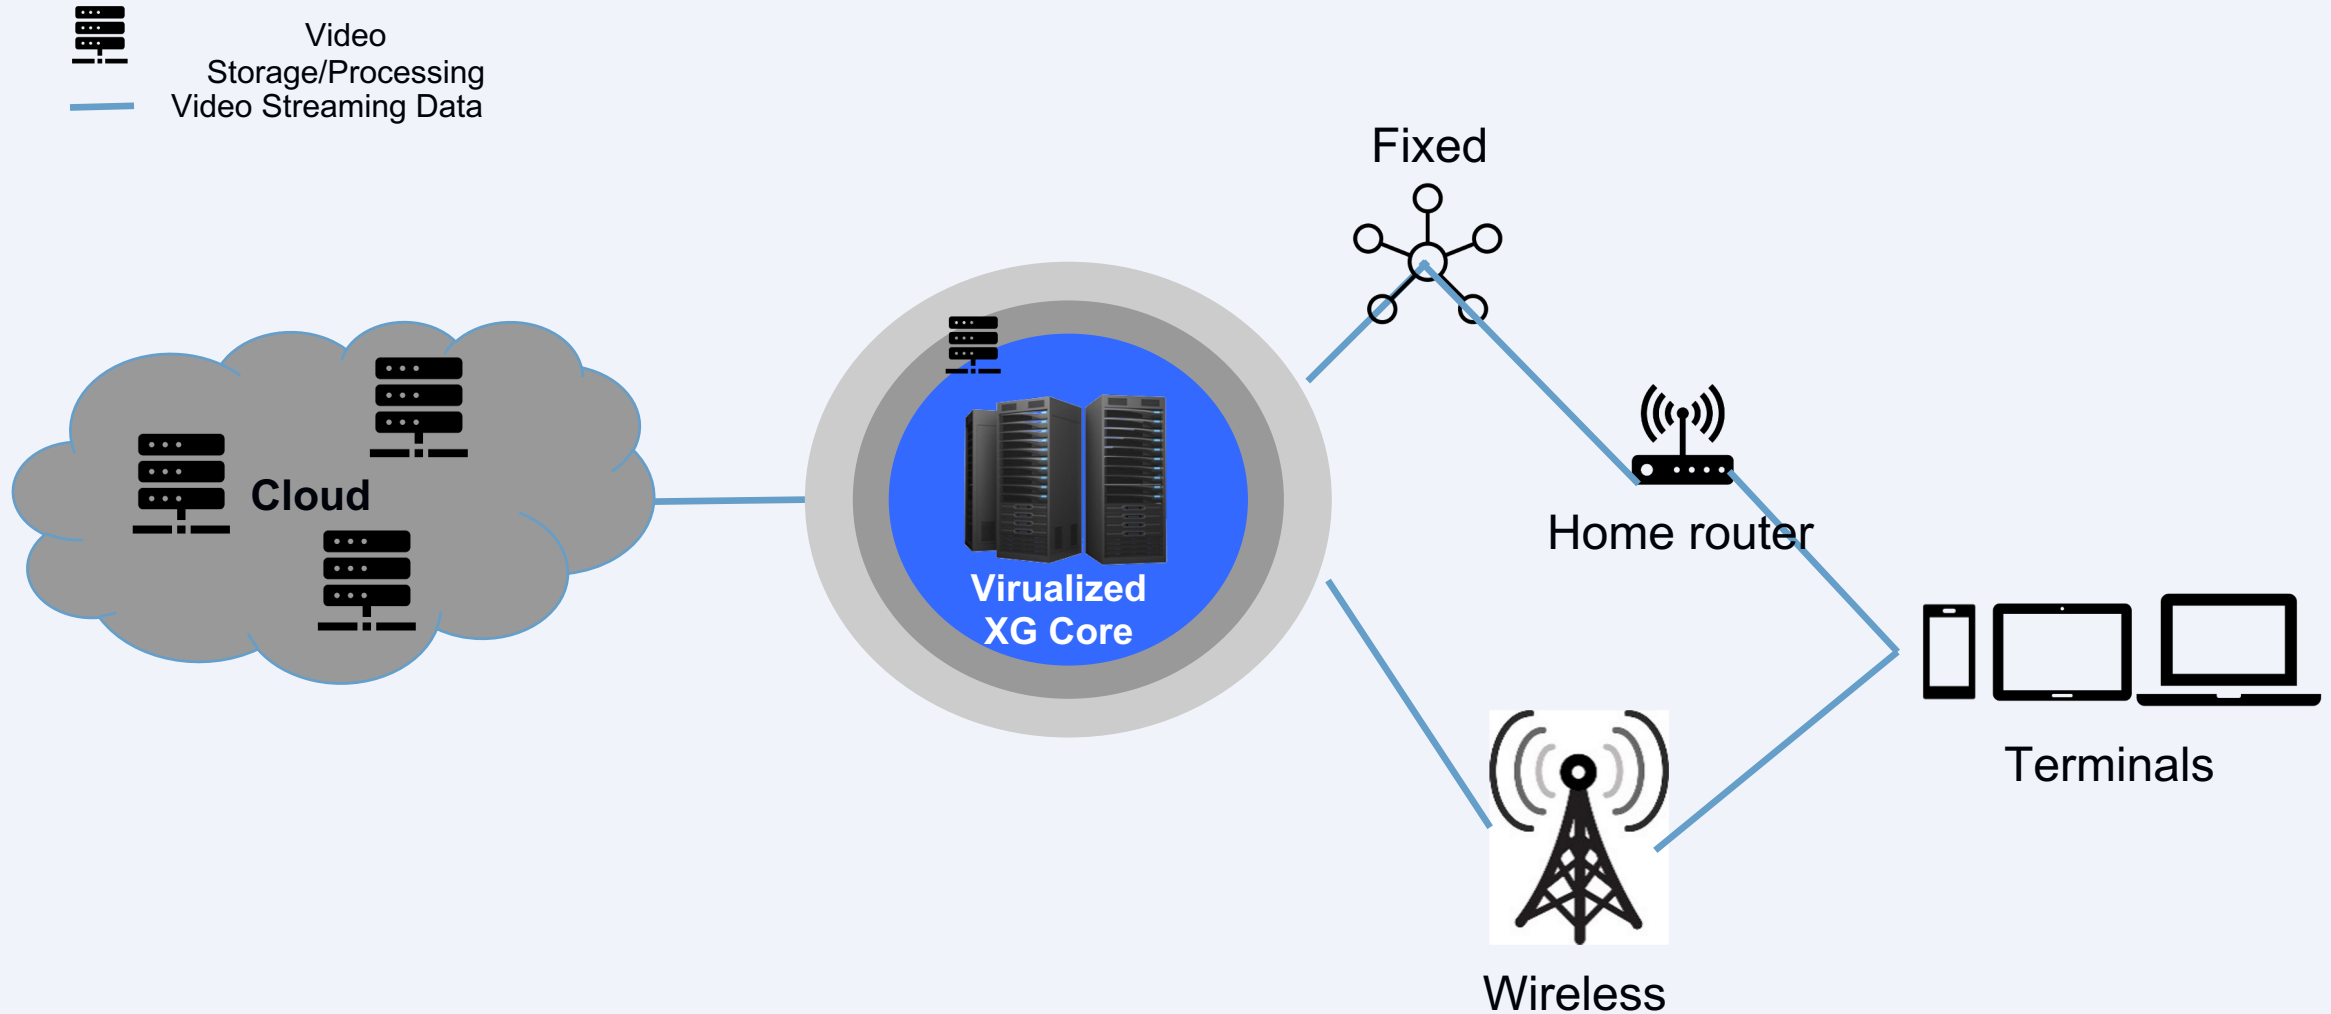 Video
Storage/Processing
Video Streaming Data
Fixed
Cloud
Home router
Virualized
XG Core
Terminals
Wireless